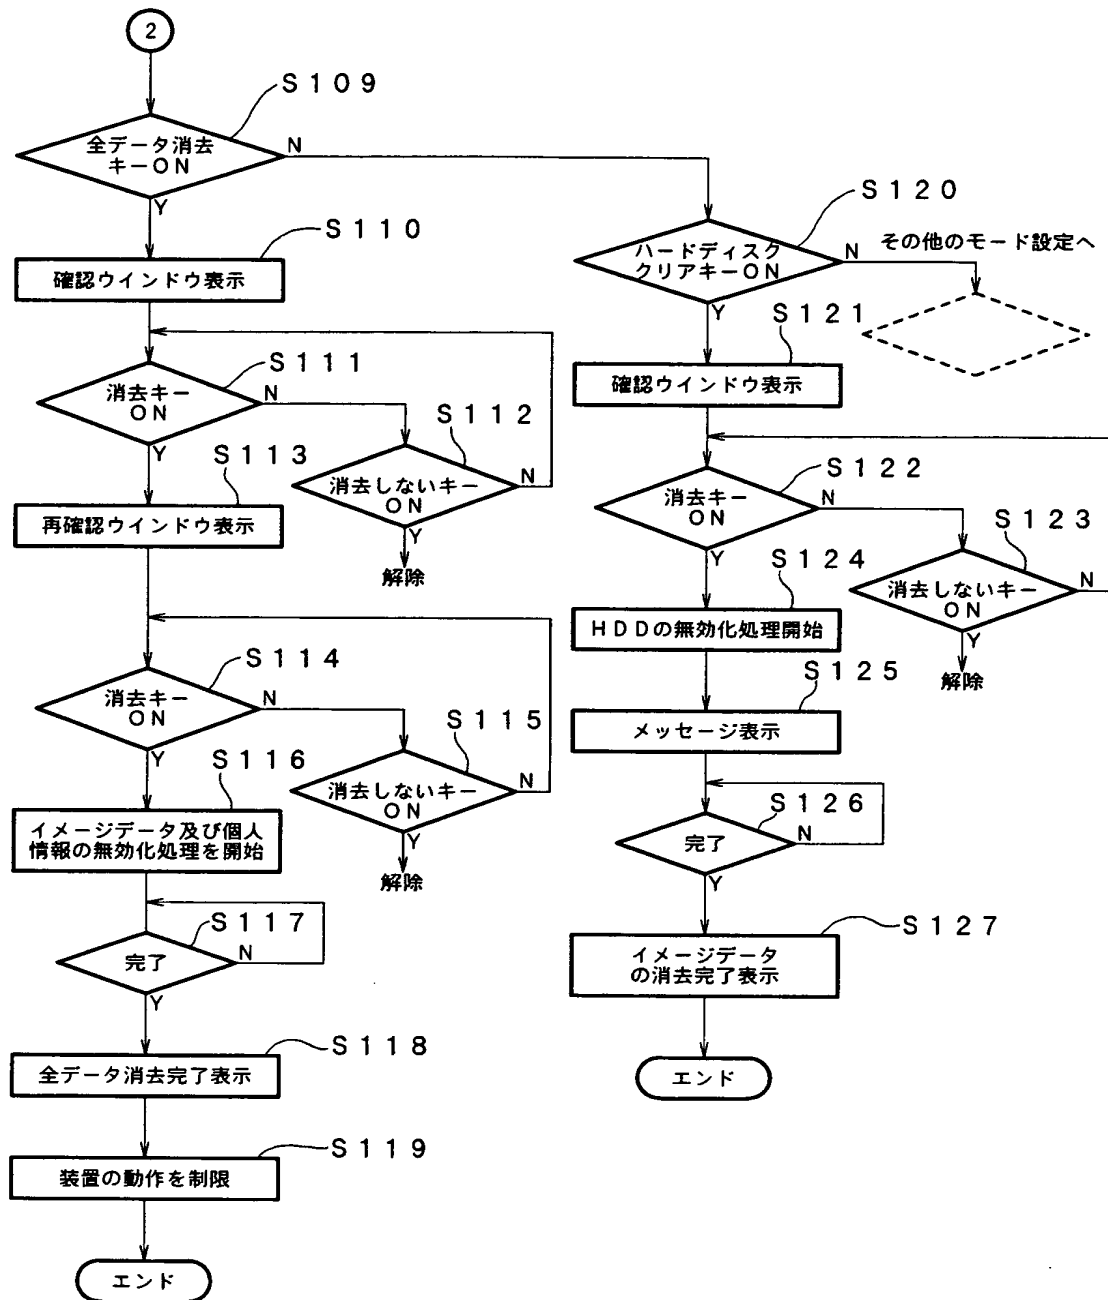 2
S109
全データ消去
キーON
N
Y
S110
確認ウインドウ表示
S111
消去キー
ON
N
Y
S112
消去しないキー
ON
N
Y
解除
S113
再確認ウインドウ表示
S114
消去キー
ON
N
Y
S115
消去しないキー
ON
N
Y
解除
S116
イメージデータ及び個人
情報の無効化処理を開始
S117
完了
N
Y
S118
全データ消去完了表示
S119
装置の動作を制限
エンド
S120
ハードディスク
クリアキーON
N
その他のモード設定へ
Y
S121
確認ウインドウ表示
S122
消去キー
ON
N
Y
S123
消去しないキー
ON
N
Y
解除
S124
HDDの無効化処理開始
S125
メッセージ表示
S126
完了
N
Y
S127
イメージデータ
の消去完了表示
エンド